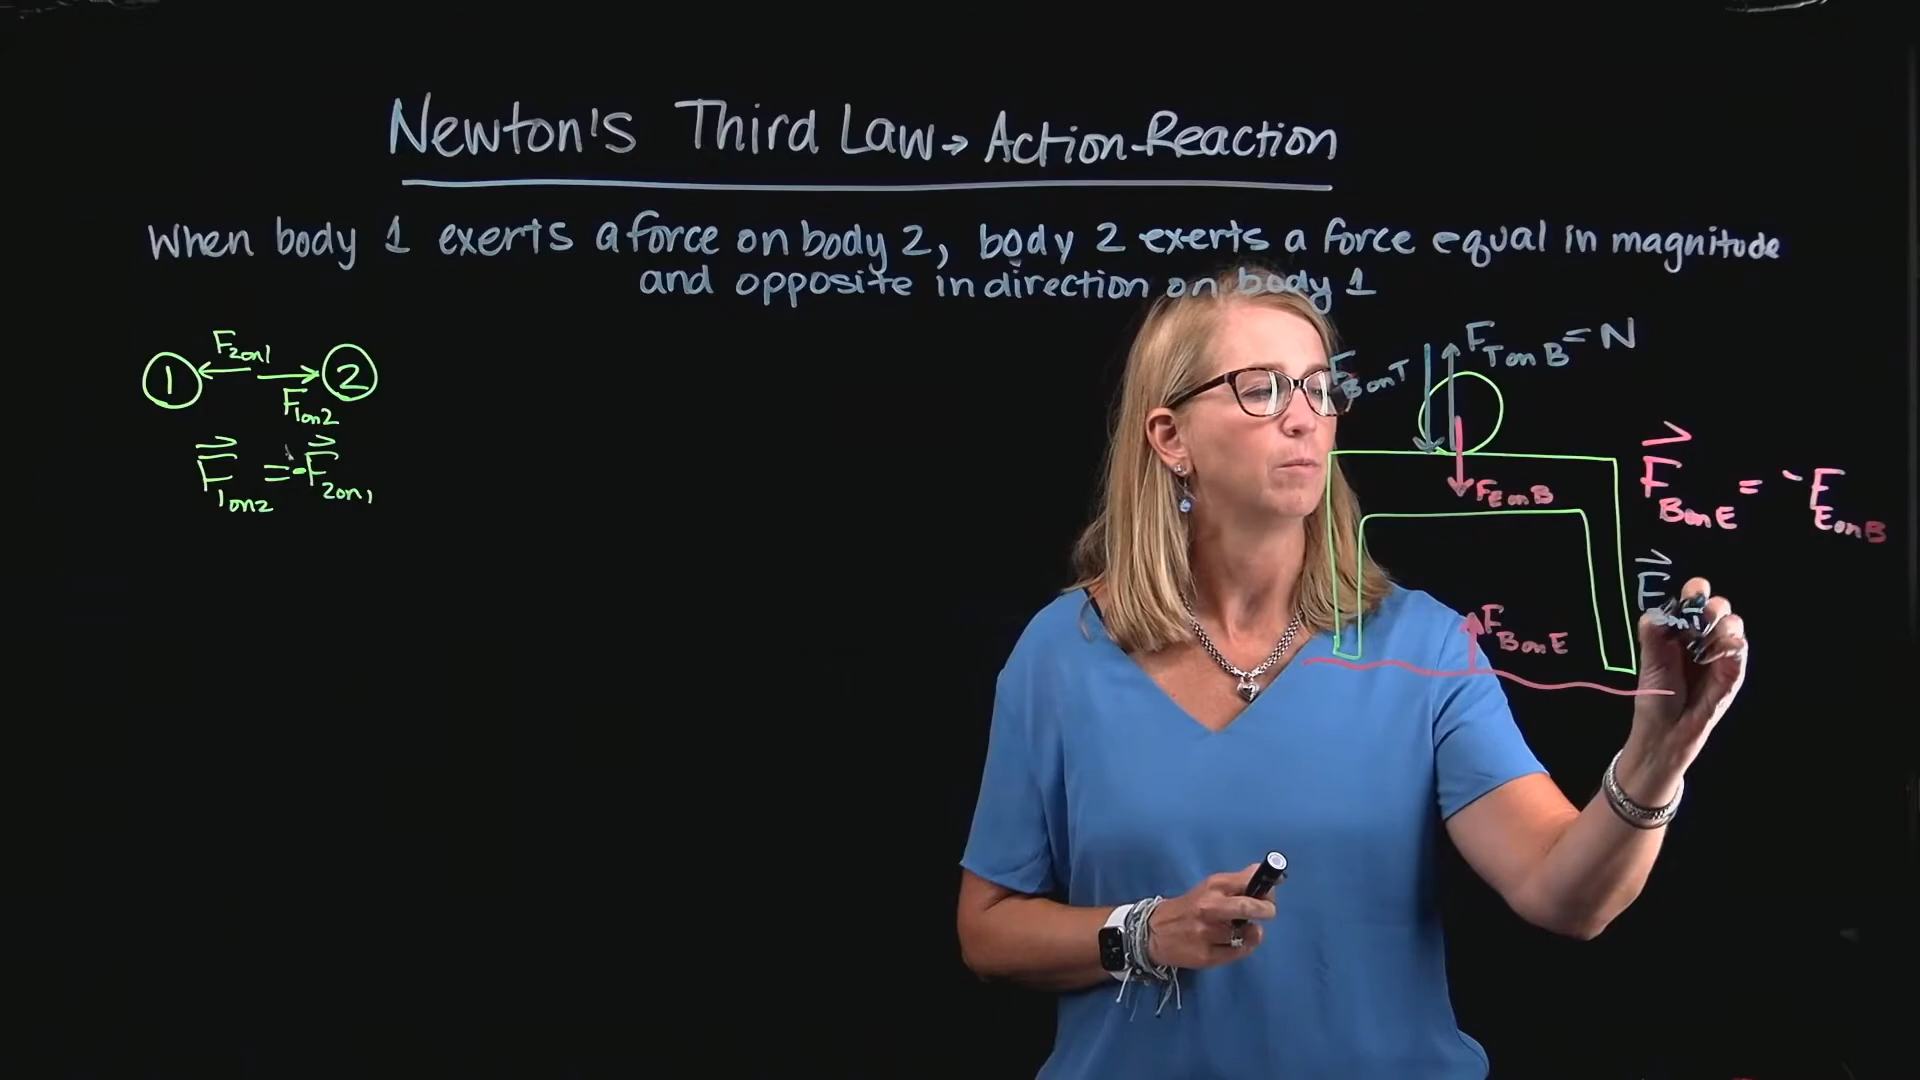 Newton's Third Law → Action-Reaction
When body 1 exerts a force on body 2, body 2 exerts a force equal in magnitude
and opposite in direction on body 1
F2on1
1 2
F1on2
F1on2 = -F2on1
FTonB = N
FBonT
FEonB
FBonE = -FEonB
FBonT
FBonE